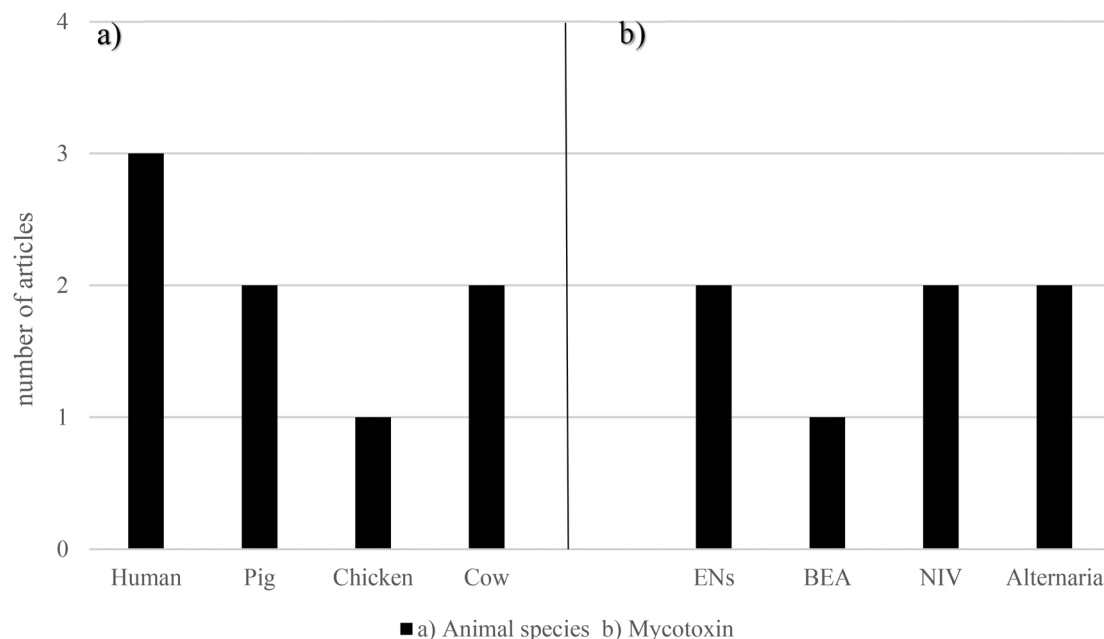 a)
b)
number of articles
4
3
2
1
0
Human Pig Chicken Cow ENs BEA NIV Alternaria
a) Animal species b) Mycotoxin